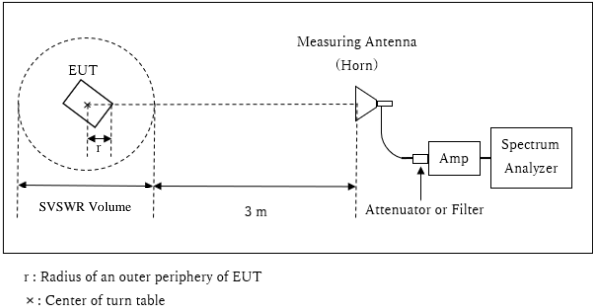 Measuring Antenna
(Horn)
EUT
r
Amp
Spectrum
Analyzer
SVSWR Volume
3 m
Attenuator or Filter
r : Radius of an outer periphery of EUT
× : Center of turn table